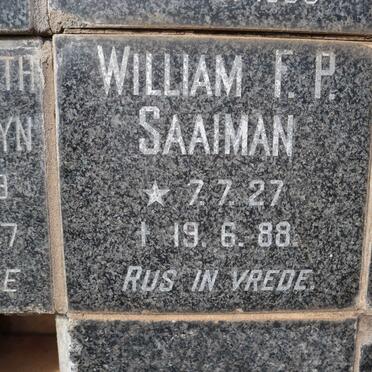 WILLIAM F. P.
SAAIMAN
★ 7. 7. 27
† 19. 6. 88.
RUS IN VREDE.